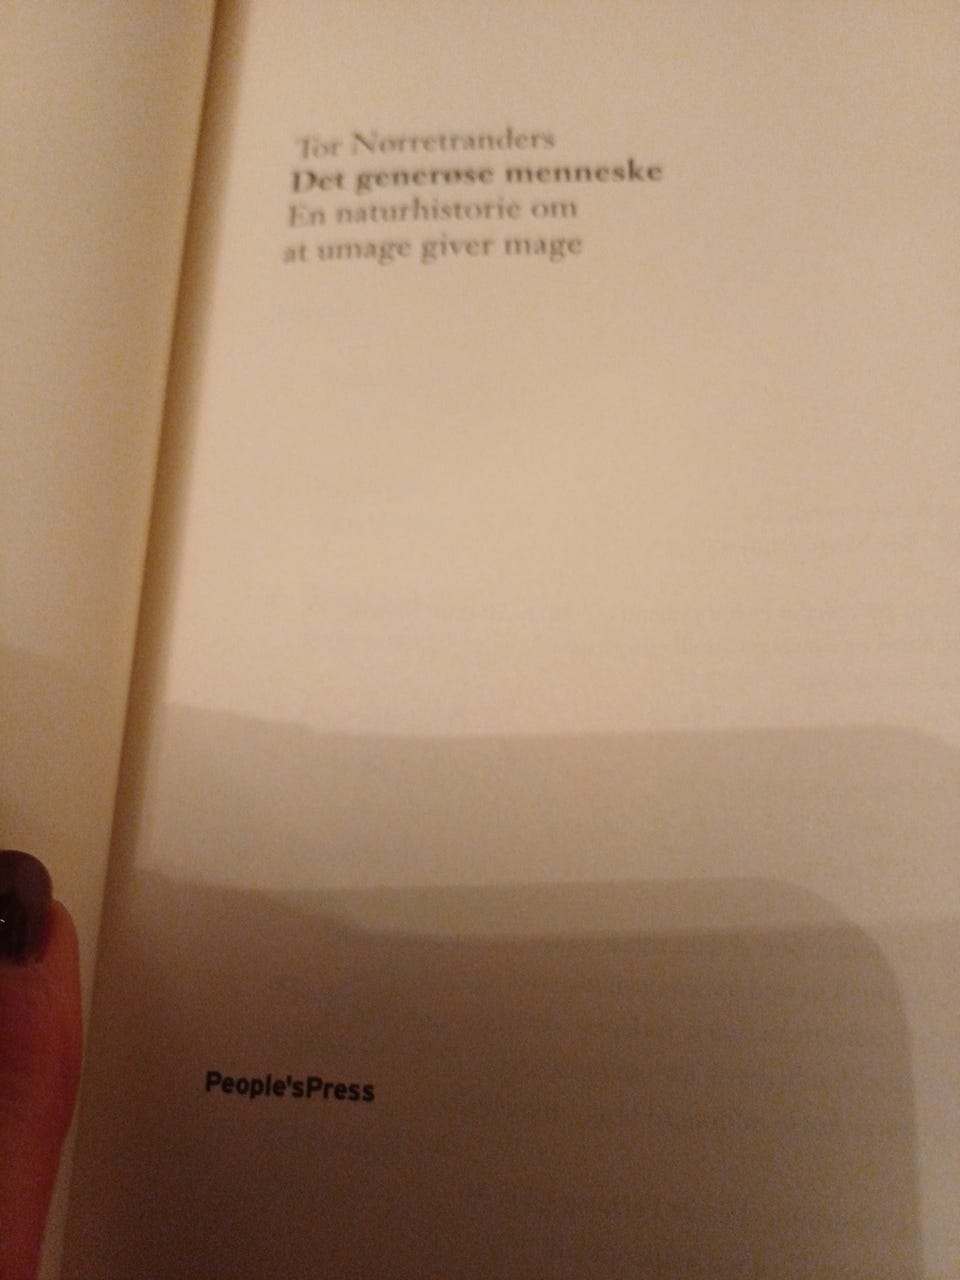 Tor Nørretranders
Det generøse menneske
En naturhistorie om
at umage giver mage
People'sPress